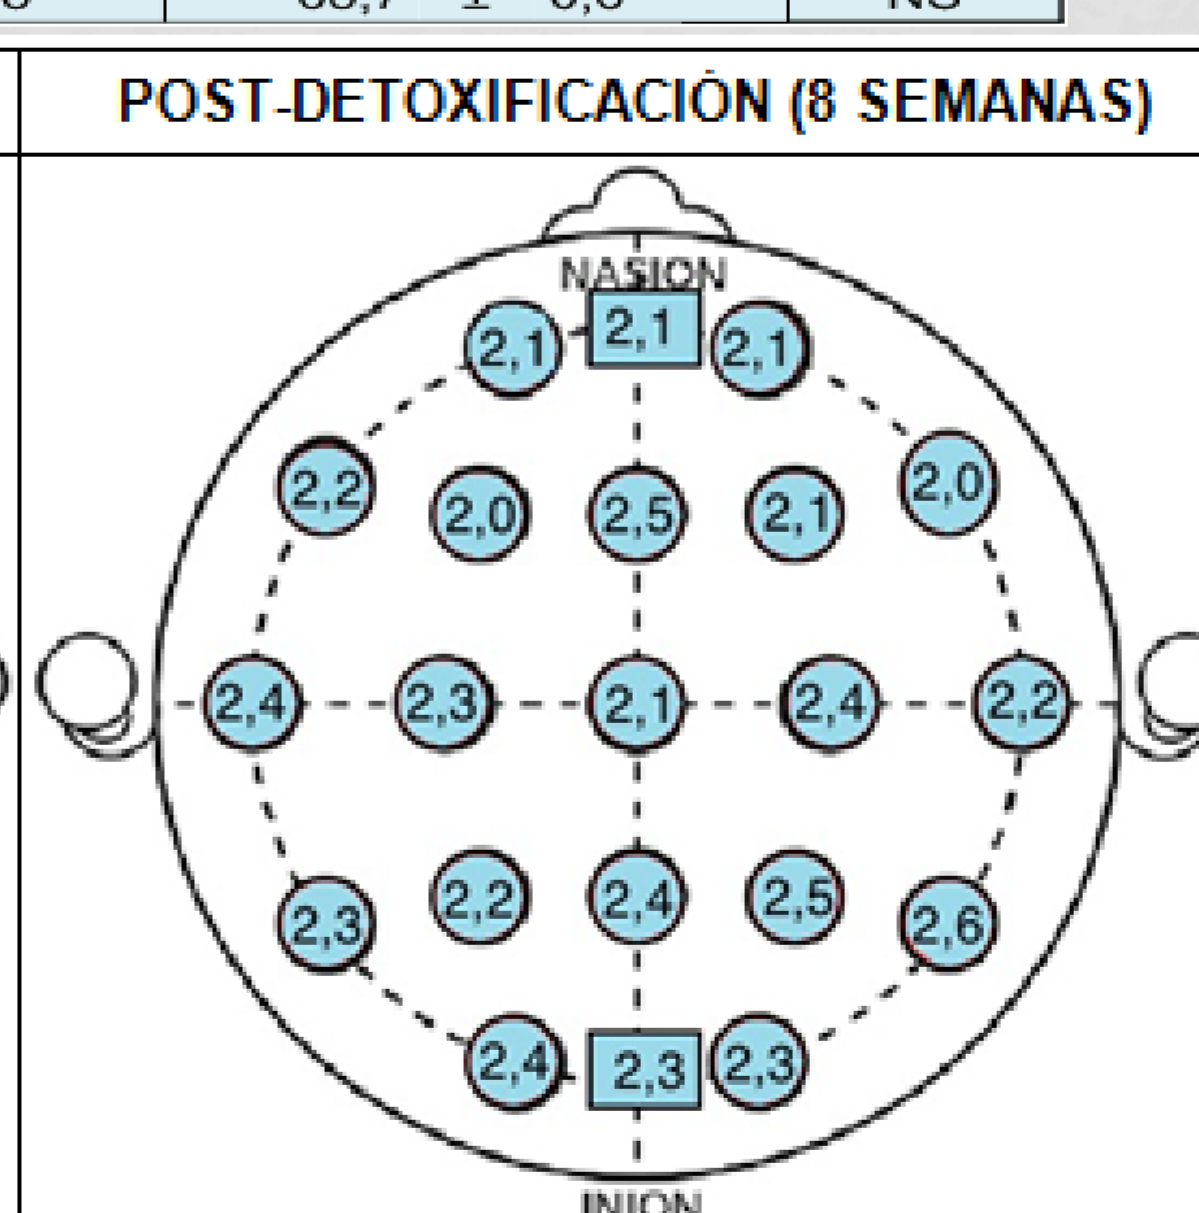 POST-DETOXIFICACIÓN (8 SEMANAS)
NASION
2,1 2,1 2,1
2,2 2,0 2,5 2,1 2,0
2,4 2,3 2,1 2,4 2,2
2,3 2,2 2,4 2,5 2,6
2,4 2,3 2,3
INION